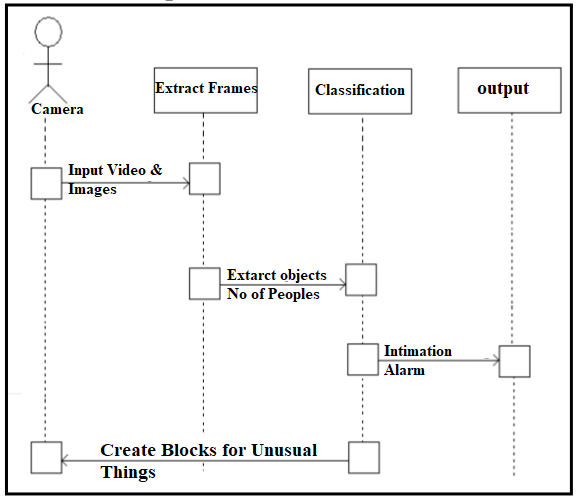 Camera
Extract Frames
Classification
output
Input Video &
Images
Extarct objects
No of Peoples
Intimation
Alarm
Create Blocks for Unusual
Things